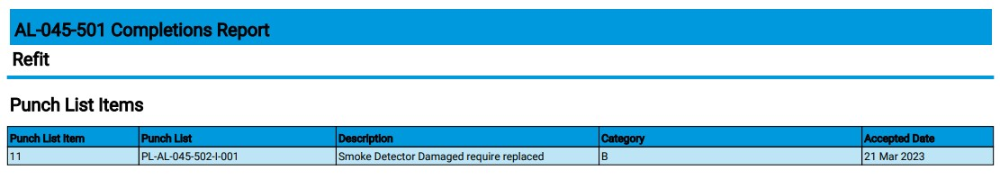 AL-045-501 Completions Report
Refit
Punch List Items
Punch List Item Punch List Description Category Accepted Date
11 PL-AL-045-502-I-001 Smoke Detector Damaged require replaced B 21 Mar 2023